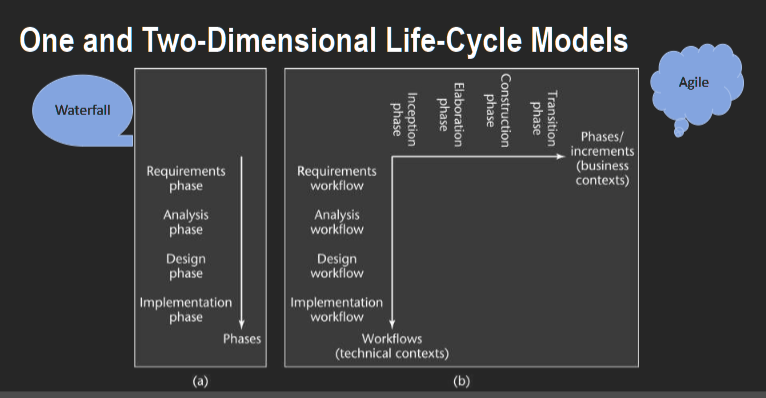 One and Two-Dimensional Life-Cycle Models
Waterfall
Agile
Requirements
phase
Analysis
phase
Design
phase
Implementation
phase
Phases
(a)
Inception
phase
Elaboration
phase
Construction
phase
Transition
phase
Phases/
increments
(business
contexts)
Requirements
workflow
Analysis
workflow
Design
workflow
Implementation
workflow
Workflows
(technical contexts)
(b)